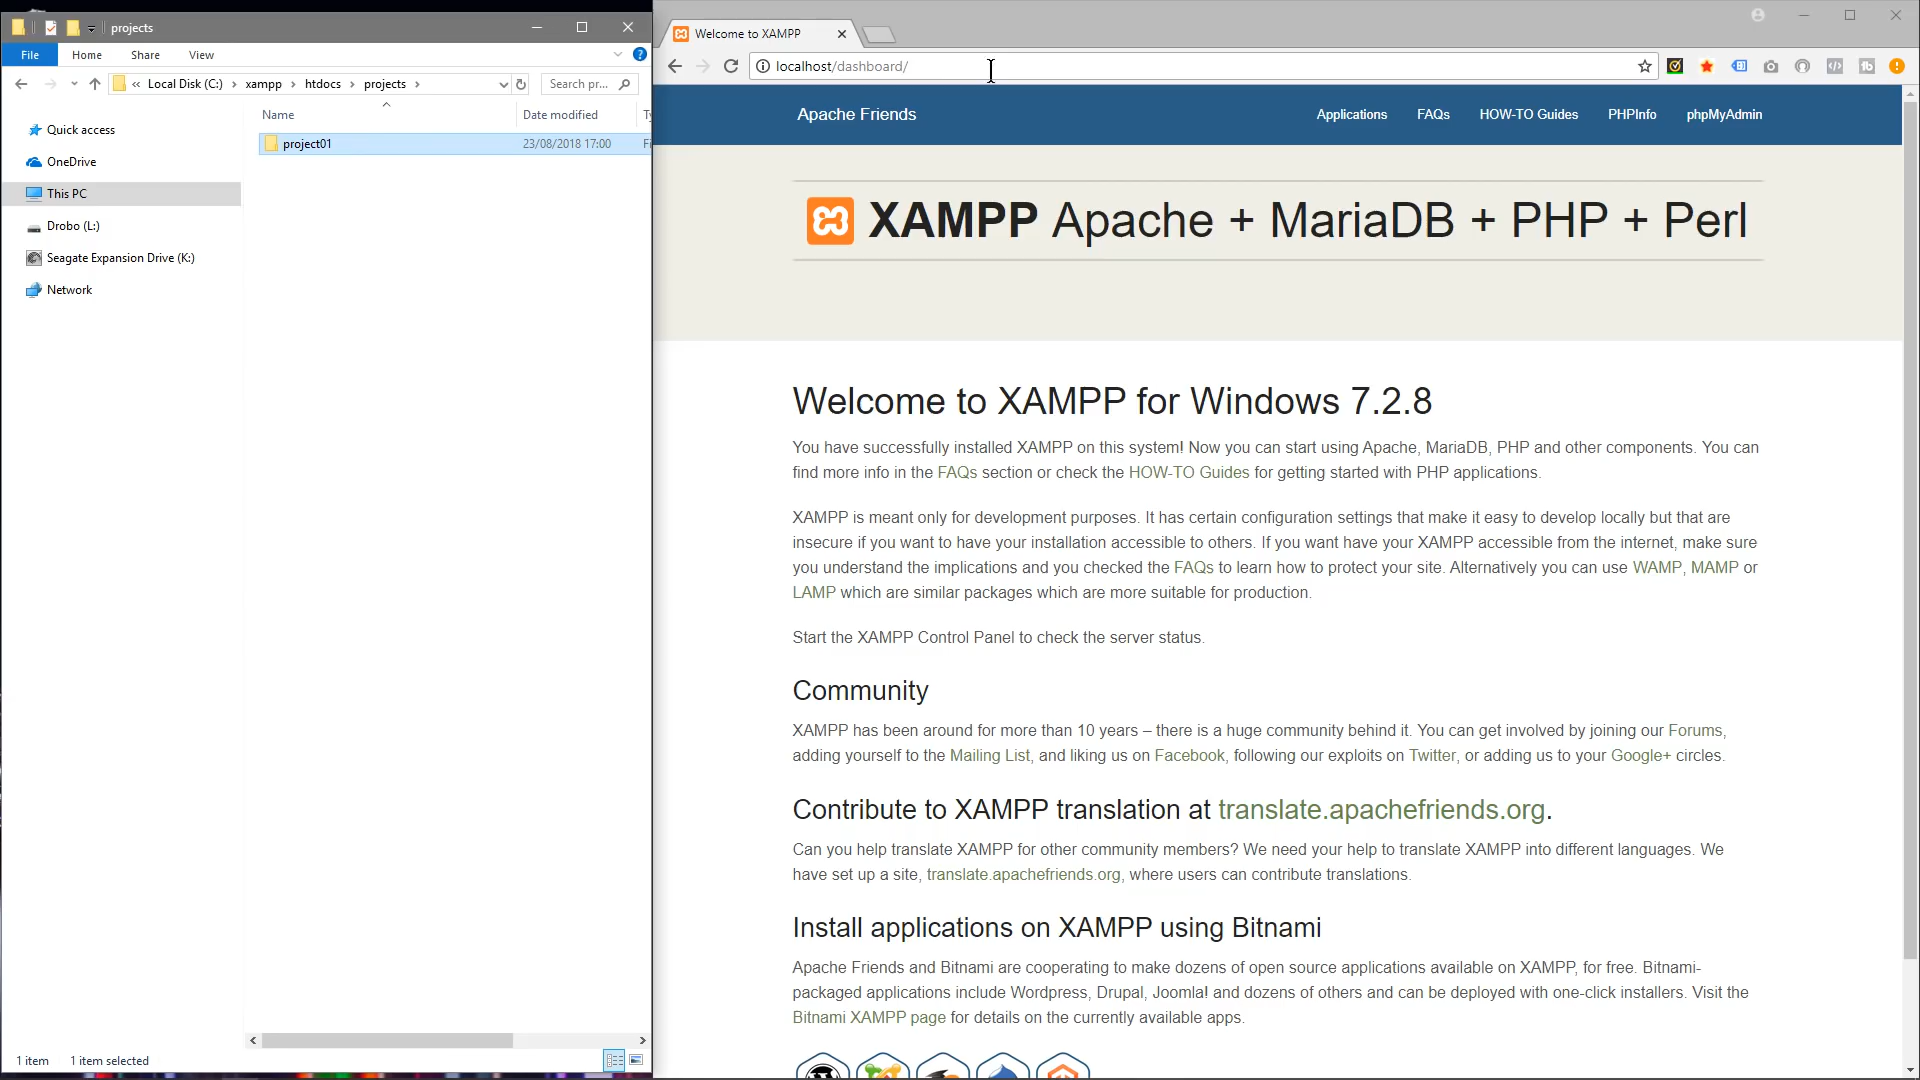 projects
File
Home
Share
View
« Local Disk (C:) > xampp > htdocs > projects >
Search pr...
Name
Date modified
project01
23/08/2018 17:00
Quick access
OneDrive
This PC
Drobo (L:)
Seagate Expansion Drive (K:)
Network
1 item
1 item selected
Welcome to XAMPP
localhost/dashboard/
Apache Friends
Applications
FAQs
HOW-TO Guides
PHPInfo
phpMyAdmin
XAMPP Apache + MariaDB + PHP + Perl
Welcome to XAMPP for Windows 7.2.8
You have successfully installed XAMPP on this system! Now you can start using Apache, MariaDB, PHP and other components. You can
find more info in the FAQs section or check the HOW-TO Guides for getting started with PHP applications.
XAMPP is meant only for development purposes. It has certain configuration settings that make it easy to develop locally but that are
insecure if you want to have your installation accessible to others. If you want have your XAMPP accessible from the internet, make sure
you understand the implications and you checked the FAQs to learn how to protect your site. Alternatively you can use WAMP, MAMP or
LAMP which are similar packages which are more suitable for production.
Start the XAMPP Control Panel to check the server status.
Community
XAMPP has been around for more than 10 years – there is a huge community behind it. You can get involved by joining our Forums,
adding yourself to the Mailing List, and liking us on Facebook, following our exploits on Twitter, or adding us to your Google+ circles.
Contribute to XAMPP translation at translate.apachefriends.org.
Can you help translate XAMPP for other community members? We need your help to translate XAMPP into different languages. We
have set up a site, translate.apachefriends.org, where users can contribute translations.
Install applications on XAMPP using Bitnami
Apache Friends and Bitnami are cooperating to make dozens of open source applications available on XAMPP, for free. Bitnami-
packaged applications include Wordpress, Drupal, Joomla! and dozens of others and can be deployed with one-click installers. Visit the
Bitnami XAMPP page for details on the currently available apps.